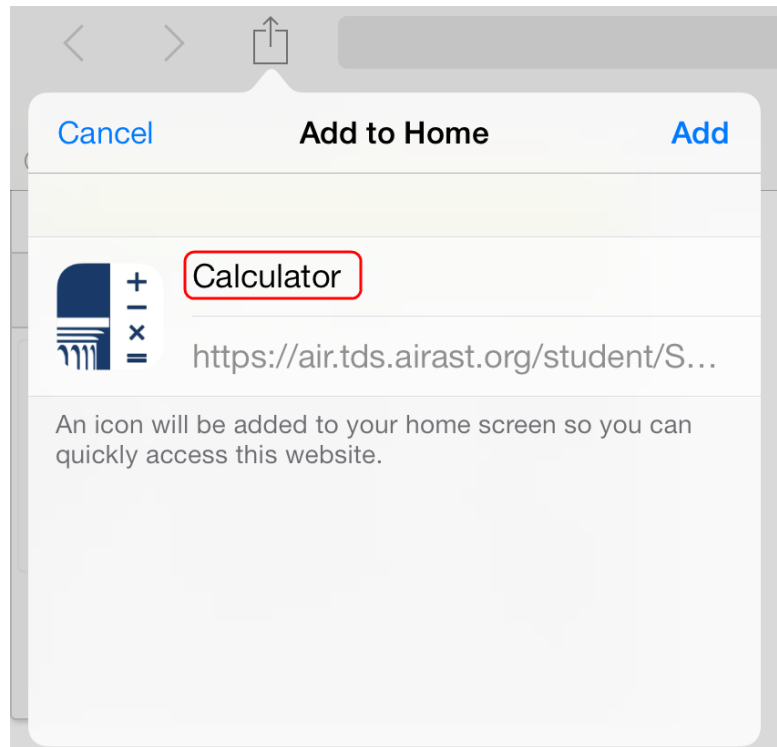 Cancel Add to Home Add
Calculator
https://air.tds.airast.org/student/S...
An icon will be added to your home screen so you can
quickly access this website.